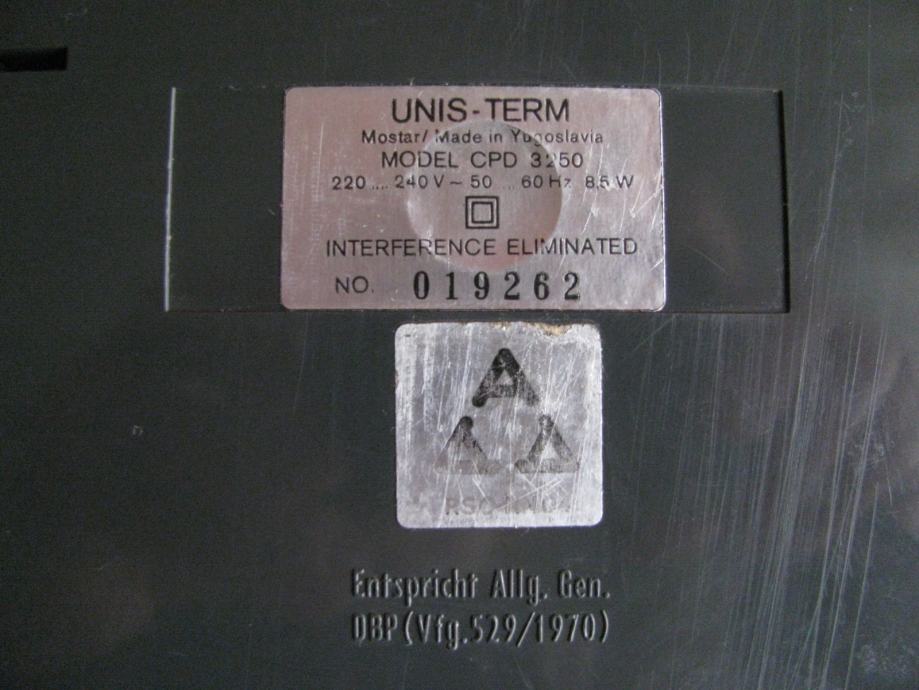 UNIS-TERM
Mostar/ Made in Yugoslavia
MODEL CPD 3250
220 .... 240 V ~ 50 ... 60 Hz 8,5 W
INTERFERENCE ELIMINATED
NO. 019262
Entspricht Allg. Gen.
DBP (Vfg.529/1970)